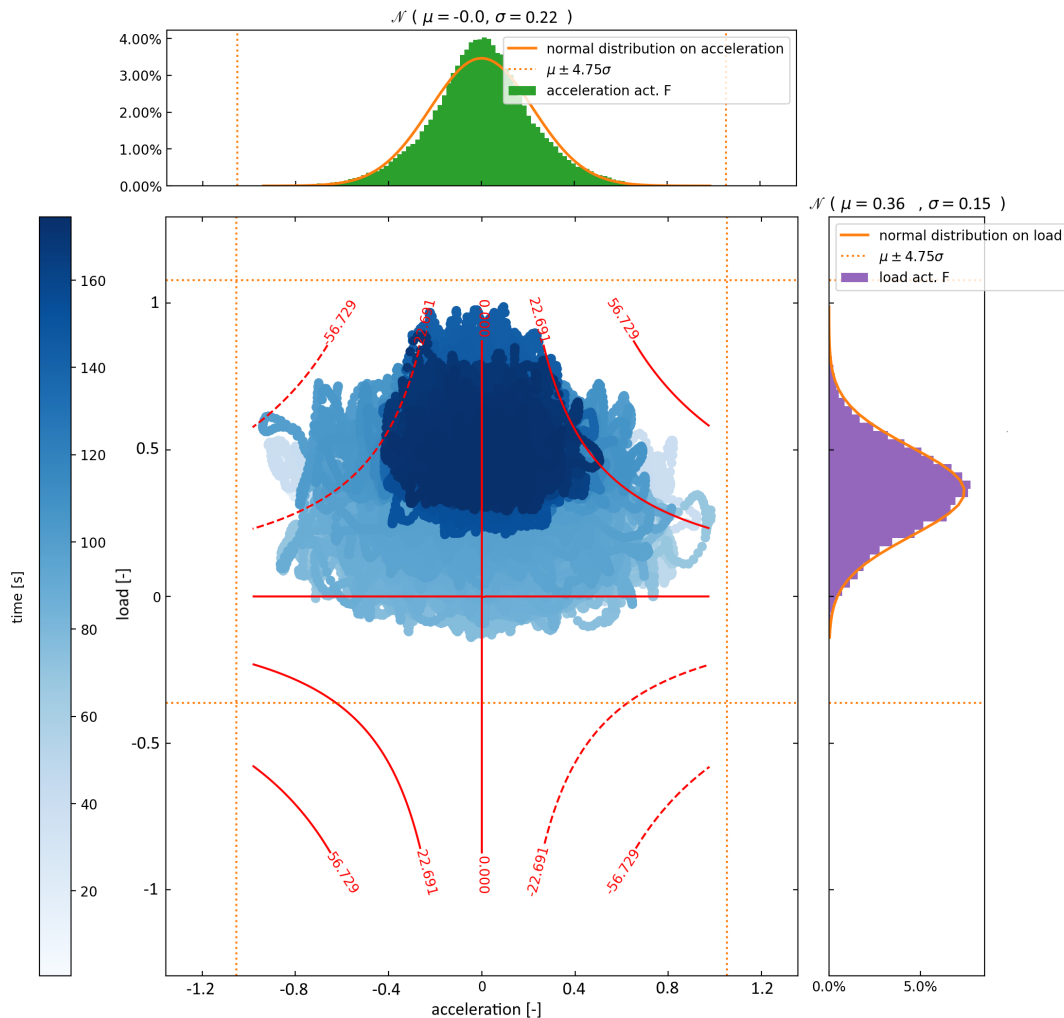 𝒩 ( μ = -0.0, σ = 0.22 )
4.00%
3.00%
2.00%
1.00%
0.00%
normal distribution on acceleration
μ ± 4.75σ
acceleration act. F
𝒩 ( μ = 0.36 , σ = 0.15 )
normal distribution on load
μ ± 4.75σ
load act. F
0.0% 5.0%
time [s]
160
140
120
100
80
60
40
20
load [-]
1
0.5
0
-0.5
-1
-56.729
-22.691
0.000
22.691
56.729
56.729
22.691
0.000
-22.691
-56.729
-1.2 -0.8 -0.4 0 0.4 0.8 1.2
acceleration [-]